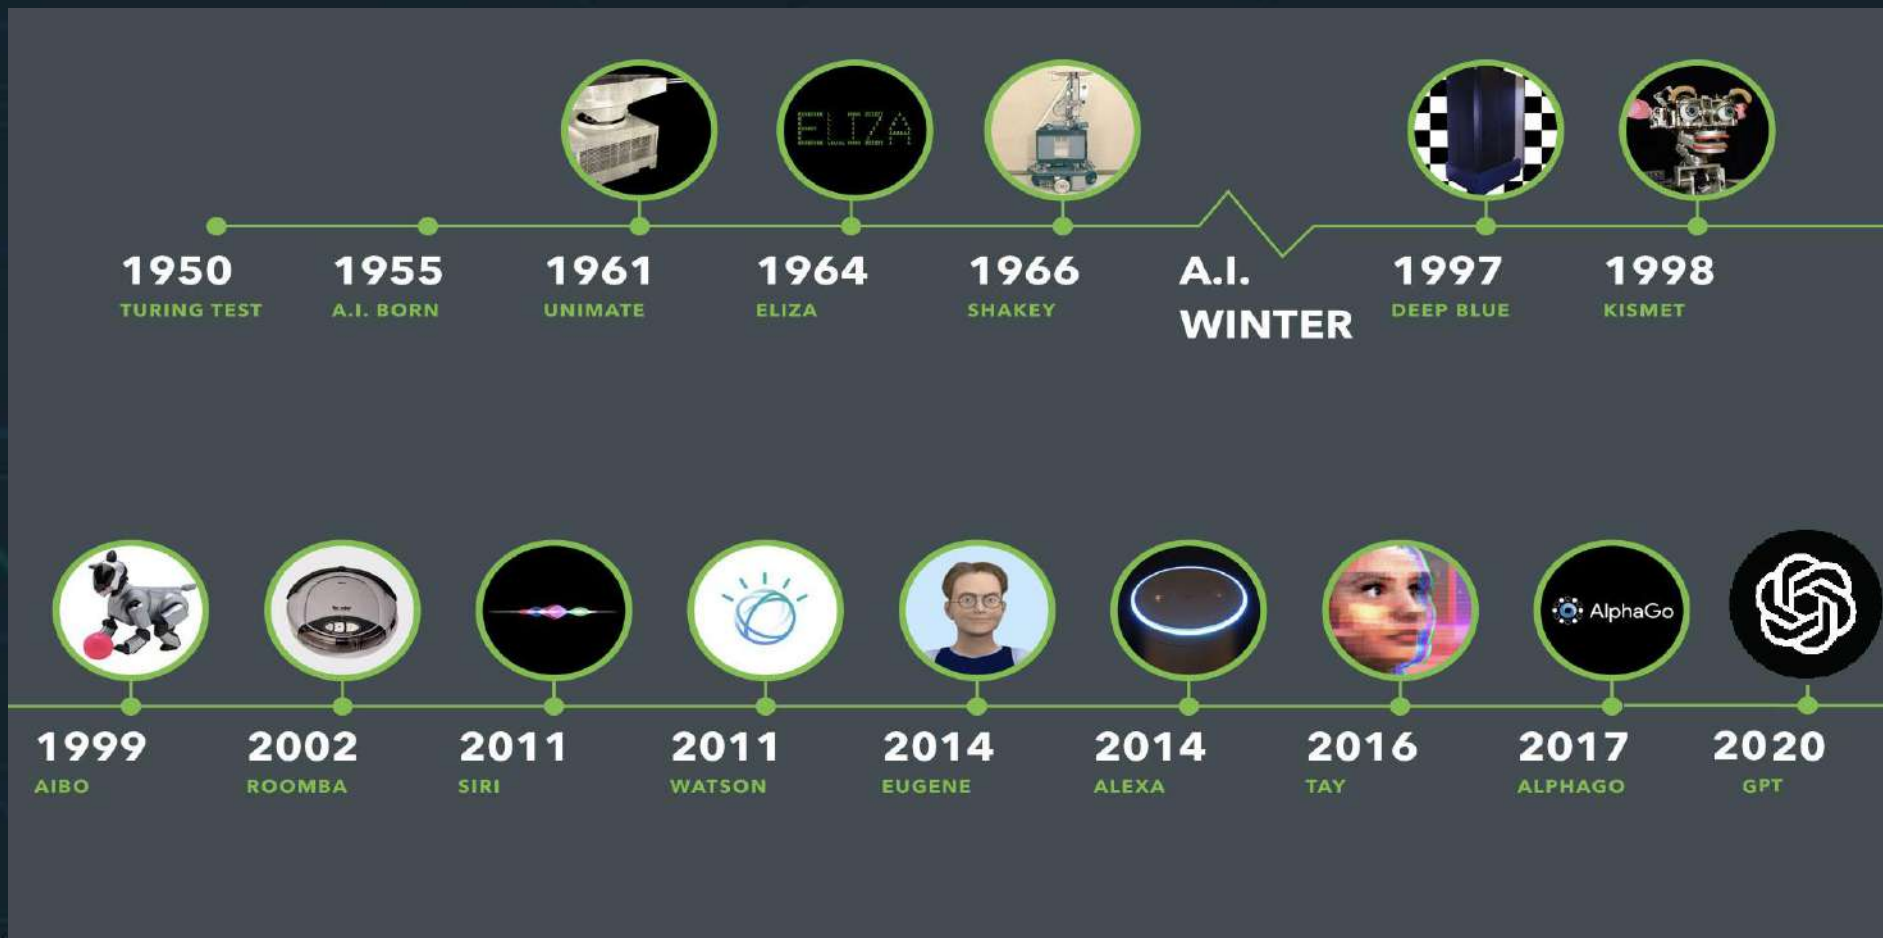 ELIZA
1950
TURING TEST
1955
A.I. BORN
1961
UNIMATE
1964
ELIZA
1966
SHAKEY
A.I.
WINTER
1997
DEEP BLUE
1998
KISMET
AlphaGo
1999
AIBO
2002
ROOMBA
2011
SIRI
2011
WATSON
2014
EUGENE
2014
ALEXA
2016
TAY
2017
ALPHAGO
2020
GPT